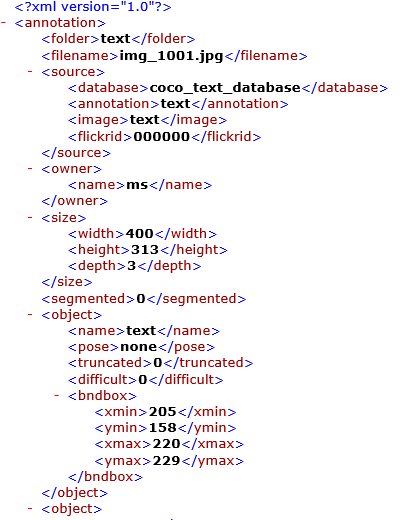 <?xml version="1.0"?>
- <annotation>
- <folder>text</folder>
<filename>img_1001.jpg</filename>
- <source>
<database>coco_text_database</database>
<annotation>text</annotation>
<image>text</image>
<flickrid>000000</flickrid>
</source>
- <owner>
<name>ms</name>
</owner>
- <size>
<width>400</width>
<height>313</height>
<depth>3</depth>
</size>
<segmented>0</segmented>
- <object>
<name>text</name>
<pose>none</pose>
<truncated>0</truncated>
<difficult>0</difficult>
- <bndbox>
<xmin>205</xmin>
<ymin>158</ymin>
<xmax>220</xmax>
<ymax>229</ymax>
</bndbox>
</object>
- <object>